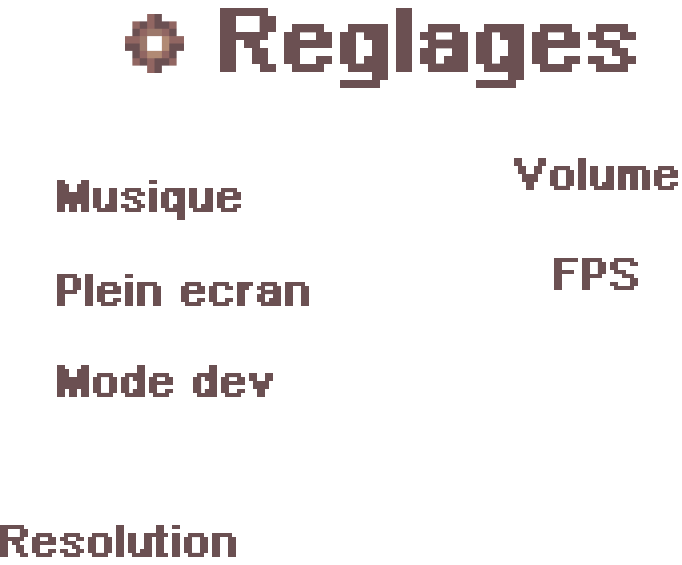 Reglages
Volume
Musique
FPS
Plein ecran
Mode dev
Resolution